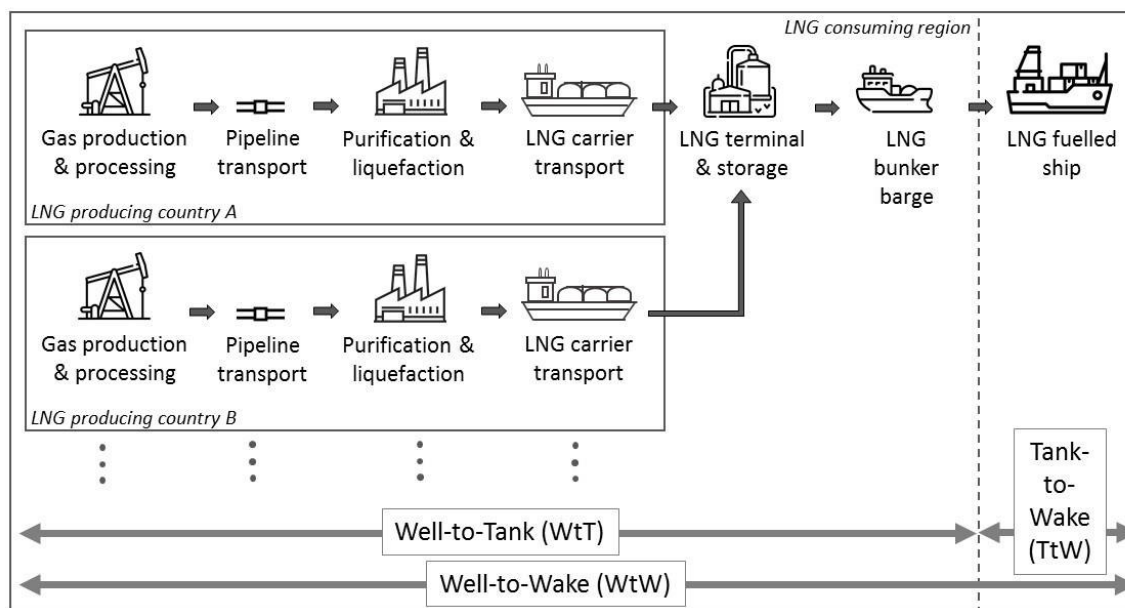 LNG consuming region
Gas production
& processing
Pipeline
transport
Purification &
liquefaction
LNG carrier
transport
LNG terminal
& storage
LNG
bunker
barge
LNG fuelled
ship
LNG producing country A
Gas production
& processing
Pipeline
transport
Purification &
liquefaction
LNG carrier
transport
LNG producing country B
Well-to-Tank (WtT)
Tank-
to-
Wake
(TtW)
Well-to-Wake (WtW)